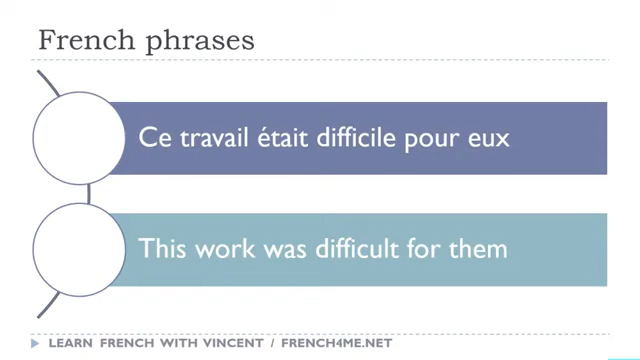 French phrases
Ce travail était difficile pour eux
This work was difficult for them
LEARN FRENCH WITH VINCENT / FRENCH4ME.NET